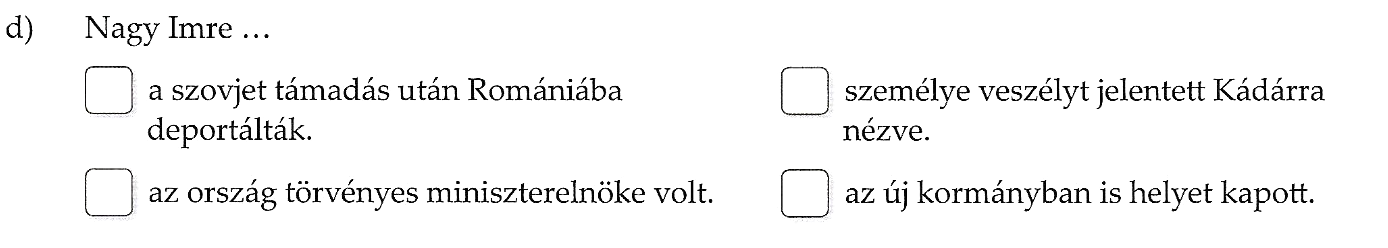 d) Nagy Imre …
a szovjet támadás után Romániába
deportálták.
személye veszélyt jelentett Kádárra
nézve.
az ország törvényes miniszterelnöke volt.
az új kormányban is helyet kapott.